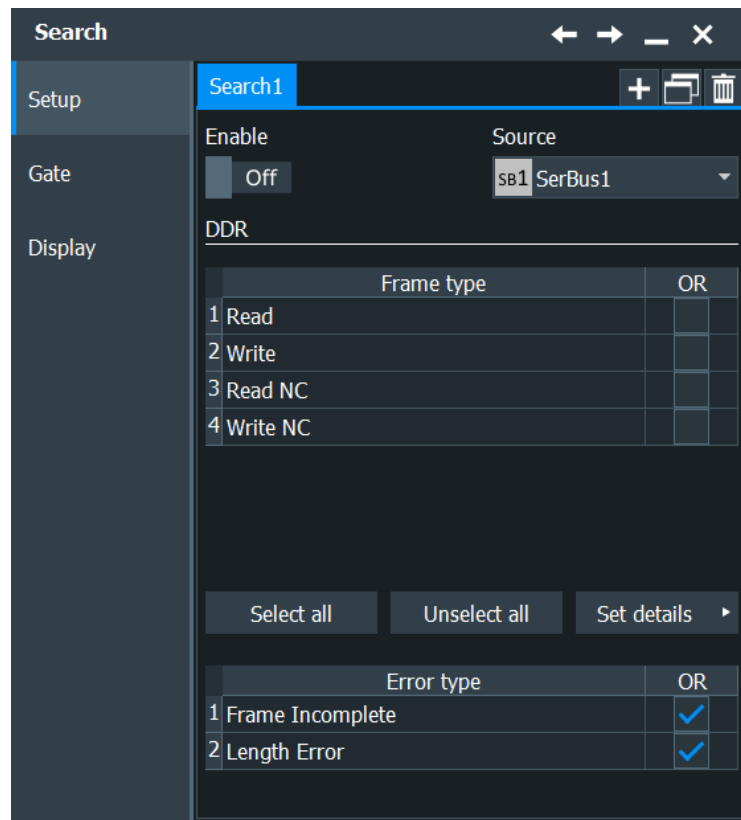 Search
Setup
Gate
Display
Search1
Enable Source
Off SB1 SerBus1
DDR
Frame type OR
1 Read
2 Write
3 Read NC
4 Write NC
Select all Unselect all Set details
Error type OR
1 Frame Incomplete
2 Length Error